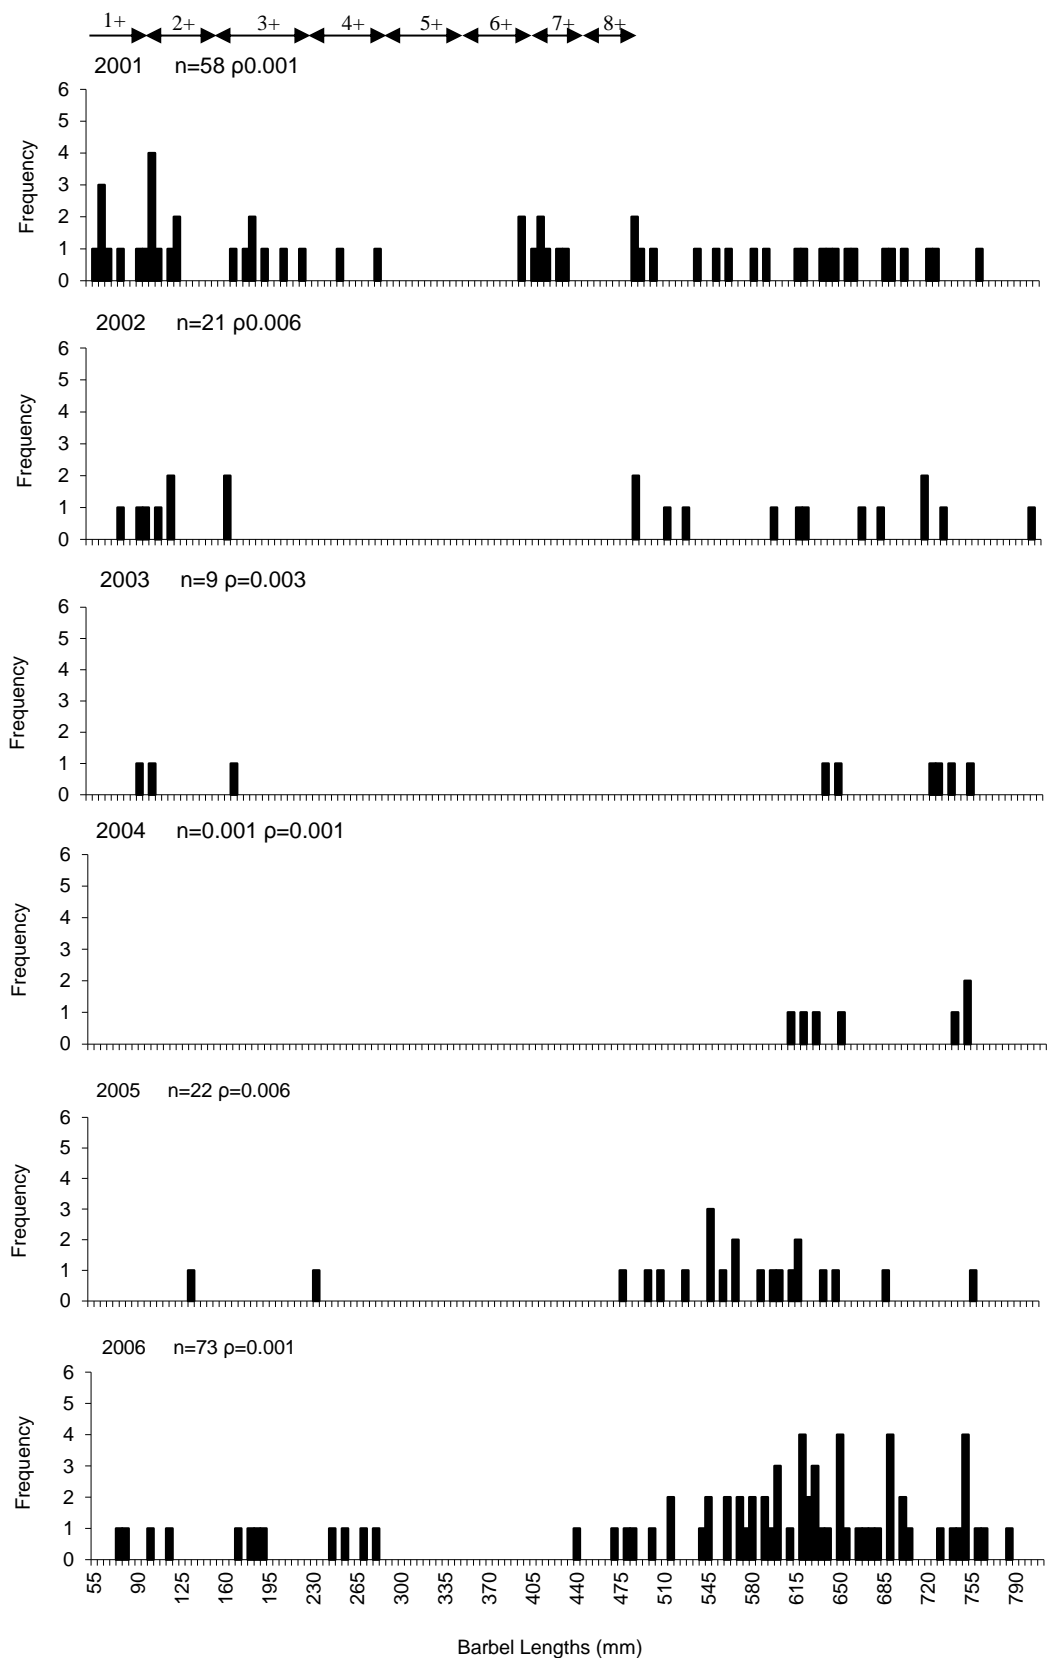 1+ 2+ 3+ 4+ 5+ 6+ 7+ 8+
2001 n=58 ρ0.001
6
5
4
3
2
1
0
Frequency
2002 n=21 ρ0.006
6
5
4
3
2
1
0
Frequency
2003 n=9 ρ=0.003
6
5
4
3
2
1
0
Frequency
2004 n=0.001 ρ=0.001
6
5
4
3
2
1
0
Frequency
2005 n=22 ρ=0.006
6
5
4
3
2
1
0
Frequency
2006 n=73 ρ=0.001
6
5
4
3
2
1
0
Frequency
55 90 125 160 195 230 265 300 335 370 405 440 475 510 545 580 615 650 685 720 755 790
Barbel Lengths (mm)